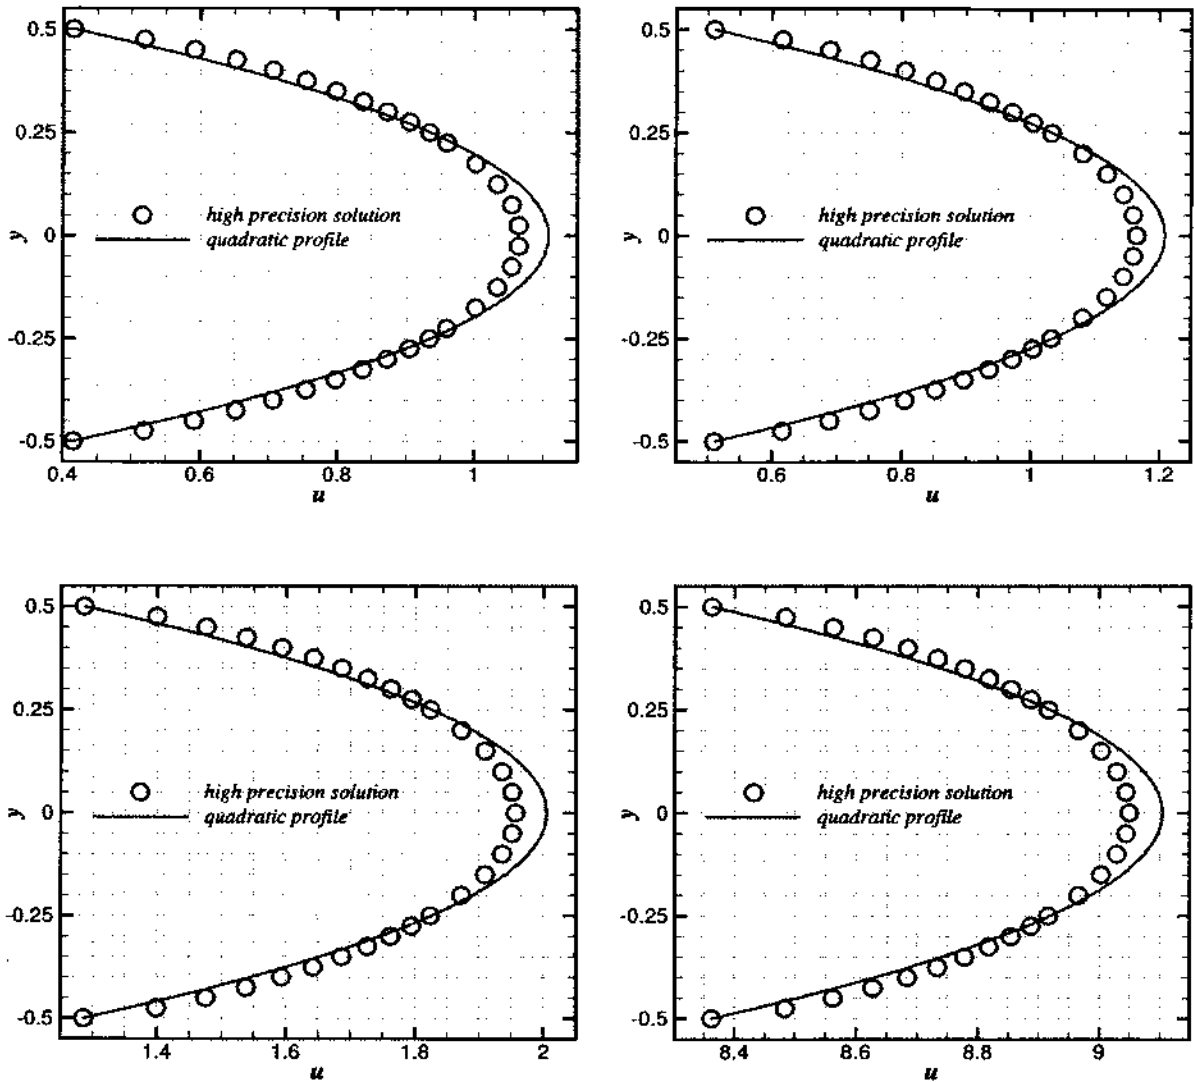 0.5
0.25
0
-0.25
-0.5
y
high precision solution
quadratic profile
0.4 0.6 0.8 1
u
0.5
0.25
0
-0.25
-0.5
y
high precision solution
quadratic profile
0.6 0.8 1 1.2
u
0.5
0.25
0
-0.25
-0.5
y
high precision solution
quadratic profile
1.4 1.6 1.8 2
u
0.5
0.25
0
-0.25
-0.5
y
high precision solution
quadratic profile
8.4 8.6 8.8 9
u